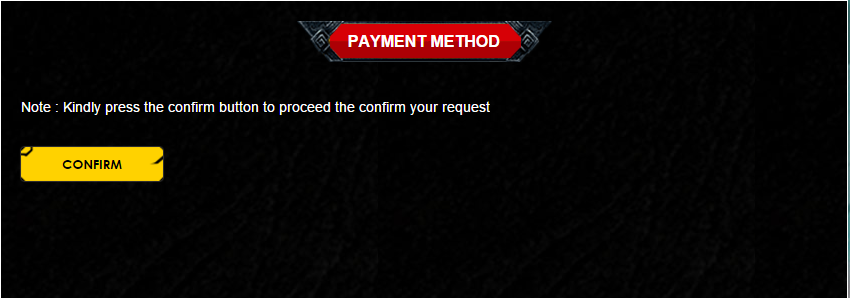 PAYMENT METHOD
Note : Kindly press the confirm button to proceed the confirm your request
CONFIRM